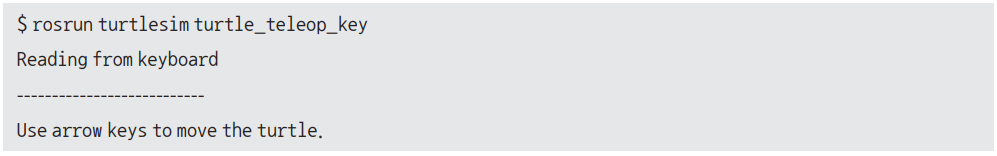 $ rosrun turtlesim turtle_teleop_key
Reading from keyboard
---------------------------
Use arrow keys to move the turtle.